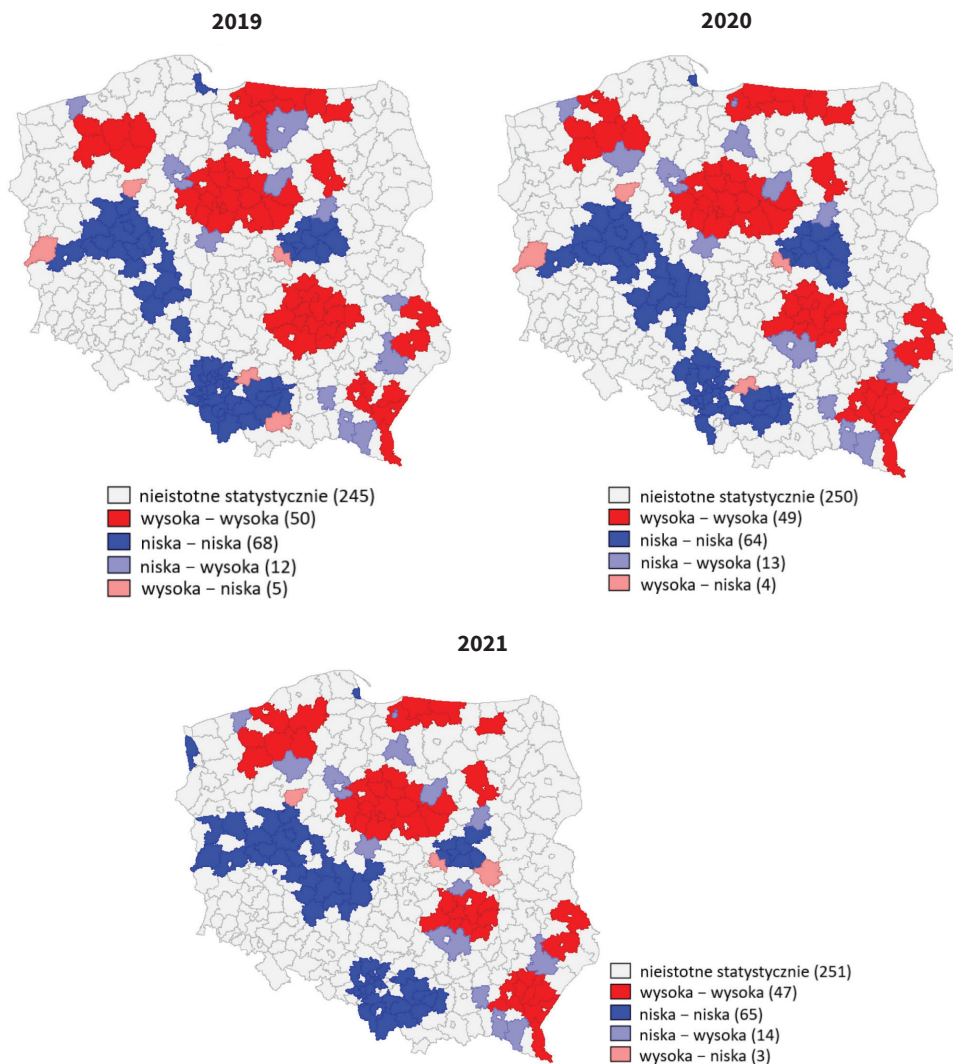 2019
2020
nieistotne statystycznie (245)
wysoka – wysoka (50)
niska – niska (68)
niska – wysoka (12)
wysoka – niska (5)
nieistotne statystycznie (250)
wysoka – wysoka (49)
niska – niska (64)
niska – wysoka (13)
wysoka – niska (4)
2021
nieistotne statystycznie (251)
wysoka – wysoka (47)
niska – niska (65)
niska – wysoka (14)
wysoka – niska (3)